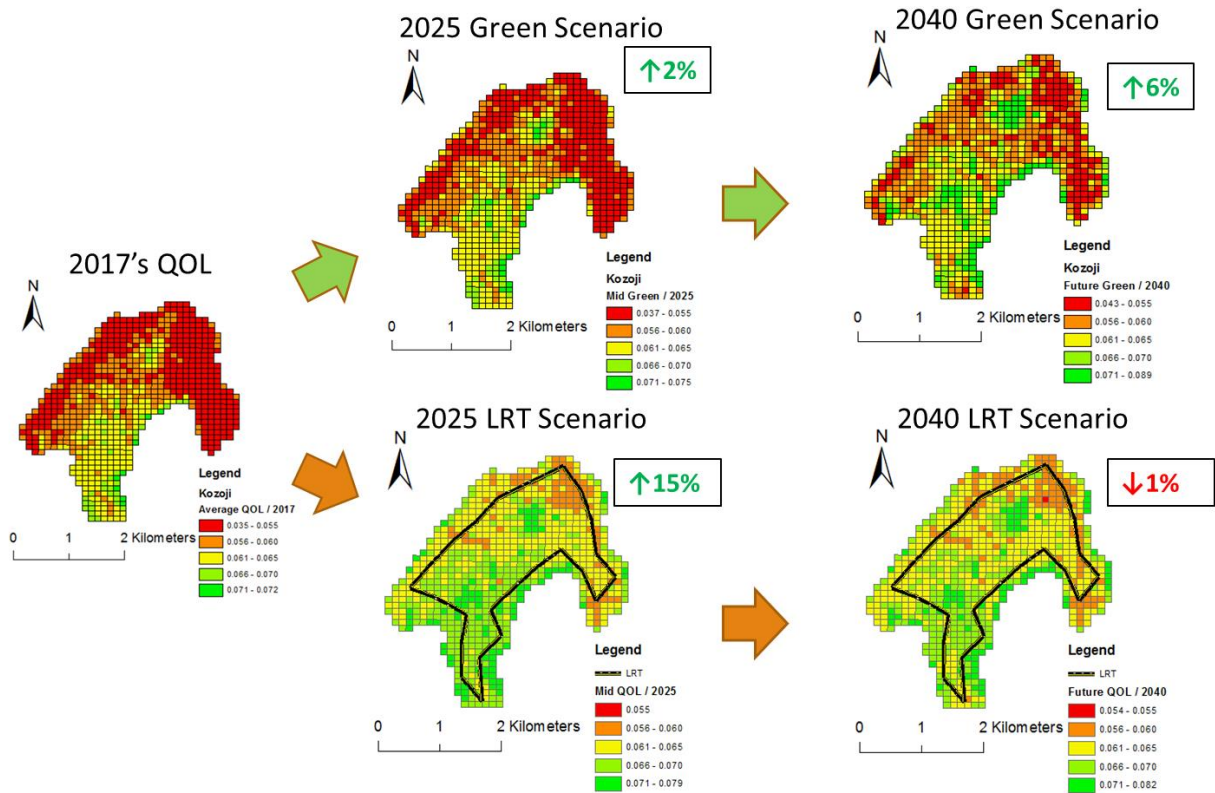 2025 Green Scenario
N
↑2%
Legend
Kozoji
Mid Green / 2025
0.037 - 0.055
0.056 - 0.060
0.061 - 0.065
0.066 - 0.070
0.071 - 0.075
0 1 2 Kilometers
2040 Green Scenario
N
↑6%
Legend
Kozoji
Future Green / 2040
0.043 - 0.055
0.056 - 0.060
0.061 - 0.065
0.066 - 0.070
0.071 - 0.089
0 1 2 Kilometers
2017's QOL
N
Legend
Kozoji
Average QOL / 2017
0.035 - 0.055
0.056 - 0.060
0.061 - 0.065
0.066 - 0.070
0.071 - 0.072
0 1 2 Kilometers
2025 LRT Scenario
N
↑15%
Legend
LRT
Mid QOL / 2025
0.055
0.056 - 0.060
0.061 - 0.065
0.066 - 0.070
0.071 - 0.079
0 1 2 Kilometers
2040 LRT Scenario
N
↓1%
Legend
LRT
Future QOL / 2040
0.054 - 0.055
0.056 - 0.060
0.061 - 0.065
0.066 - 0.070
0.071 - 0.082
0 1 2 Kilometers